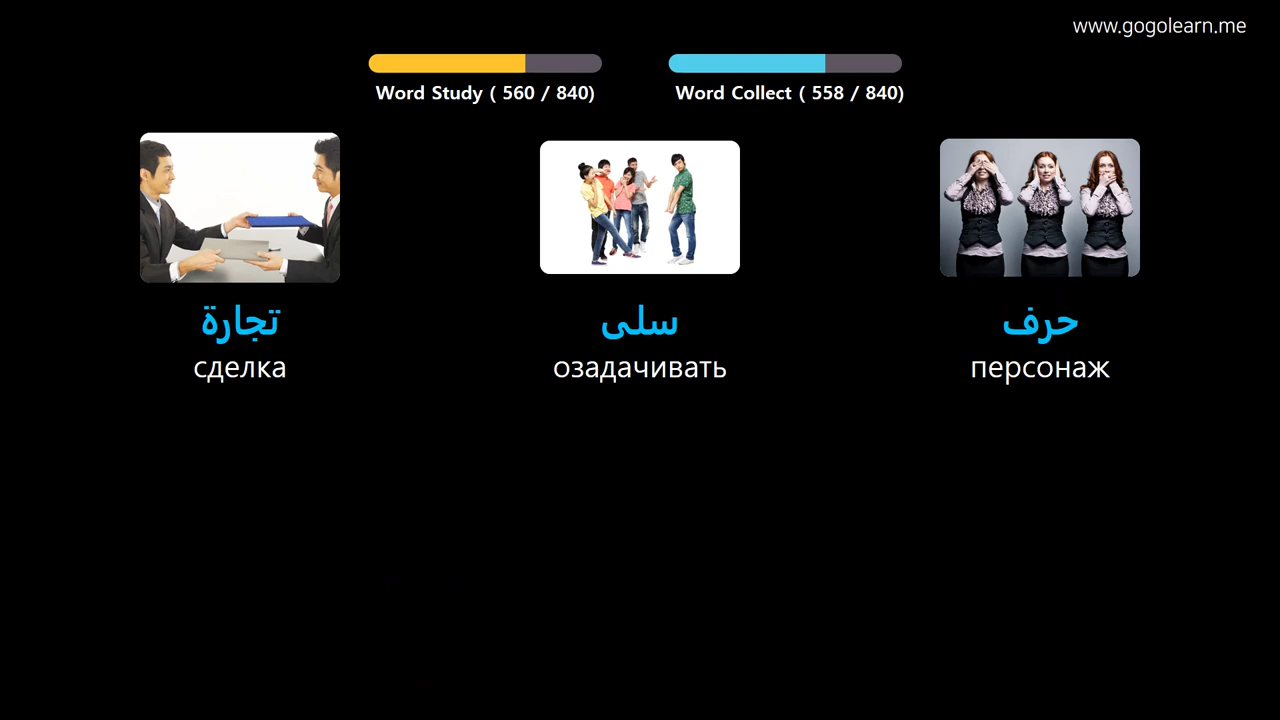 www.gogolearn.me
Word Study ( 560 / 840)
Word Collect ( 558 / 840)
تجارة
سلى
حرف
сделка
озадачивать
персонаж